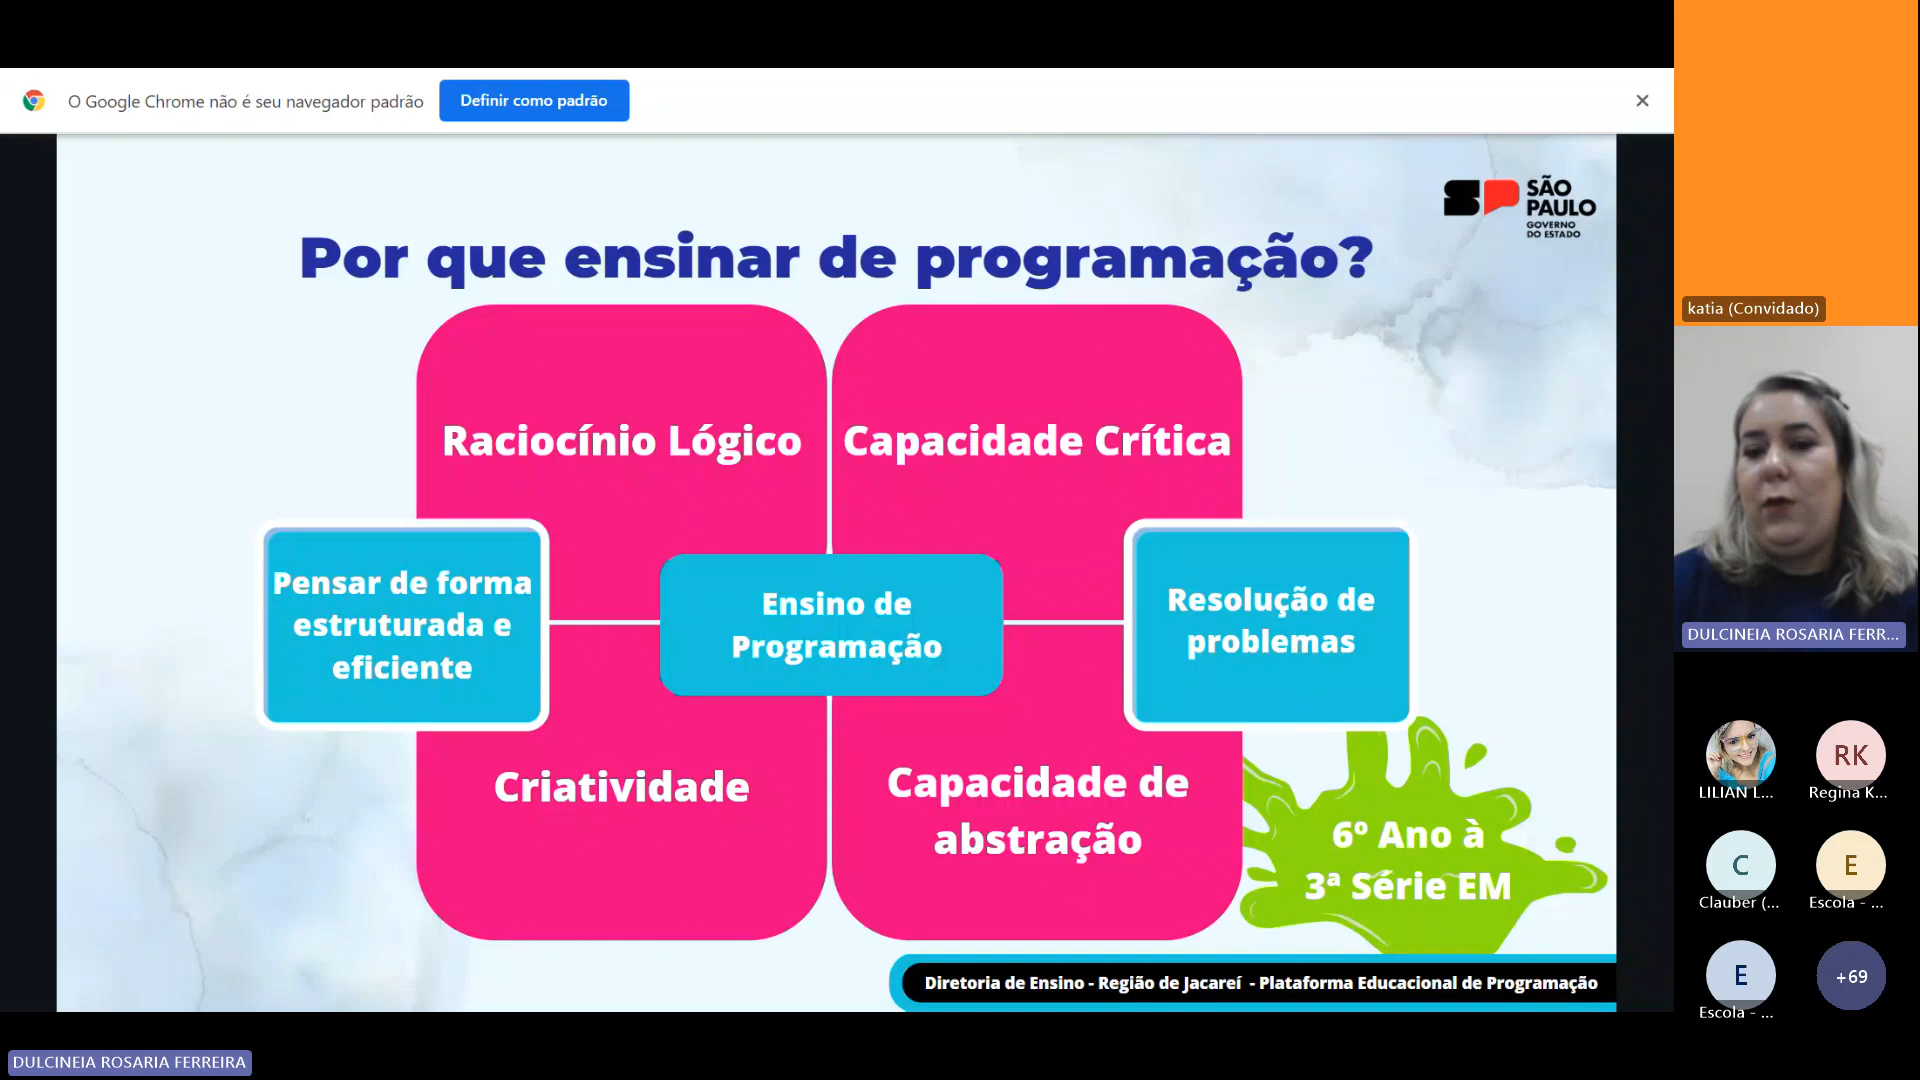 O Google Chrome não é seu navegador padrão
Definir como padrão
SÃO
PAULO
GOVERNO
DO ESTADO
Por que ensinar de programação?
Raciocínio Lógico
Capacidade Crítica
Pensar de forma
estruturada e
eficiente
Ensino de
Programação
Resolução de
problemas
Criatividade
Capacidade de
abstração
6º Ano à
3ª Série EM
Diretoria de Ensino - Região de Jacareí - Plataforma Educacional de Programação
DULCINEIA ROSARIA FERREIRA
katia (Convidado)
DULCINEIA ROSARIA FERR...
LILIAN L...
RK
Regina K...
C
Clauber (...
E
Escola - ...
E
Escola - ...
+69